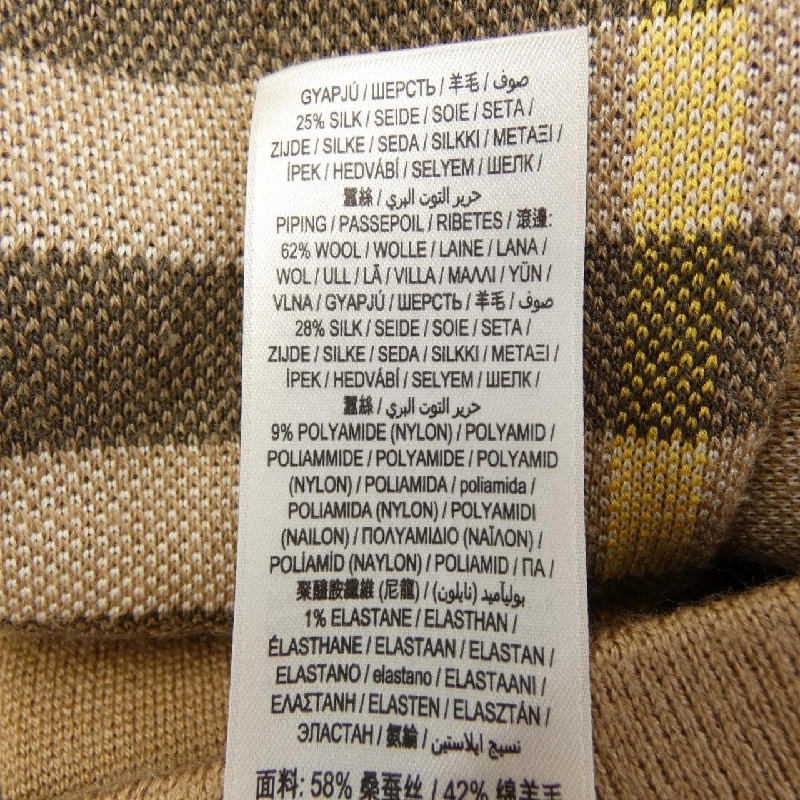 GYAPJÚ / ШЕРСТЬ / 羊毛 / صوف /
25% SILK / SEIDE / SOIE / SETA /
ZIJDE / SILKE / SEDA / SILKKI / ΜΕΤΑΞΙ /
İPEK / HEDVÁBÍ / SELYEM / ШЕЛК /
蠶絲 / حرير التوت البري /
PIPING / PASSEPOIL / RIBETES / 滾邊:
62% WOOL / WOLLE / LAINE / LANA /
WOL / ULL / LÃ / VILLA / ΜΑΛΛΙ / YÜN /
VLNA / GYAPJÚ / ШЕРСТЬ / 羊毛 / صوف
28% SILK / SEIDE / SOIE / SETA /
ZIJDE / SILKE / SEDA / SILKKI / ΜΕΤΑΞΙ /
İPEK / HEDVÁBÍ / SELYEM / ШЕЛК /
蠶絲 / حرير التوت البري /
9% POLYAMIDE (NYLON) / POLYAMID /
POLIAMMIDE / POLYAMIDE / POLYAMID
(NYLON) / POLIAMIDA / poliamida /
POLIAMIDA (NYLON) / POLYAMIDI
(NAILON) / ΠΟΛΥΑΜΙΔΙΟ (ΝΑΪΛΟΝ) /
POLÍAMÍD (NAYLON) / POLIAMID / ПА /
聚醯胺纖維 (尼龍) / بولياميد (نايلون) /
1% ELASTANE / ELASTHAN /
ÉLASTHANE / ELASTAAN / ELASTAN /
ELASTANO / elastano / ELASTAANI /
ΕΛΑΣΤΑΝΗ / ELASTEN / ELASZTÁN /
ЭЛАСТАН / 氨綸 / نسيج ايلاستين /
面料: 58% 桑蚕丝 / 42% 绵羊毛